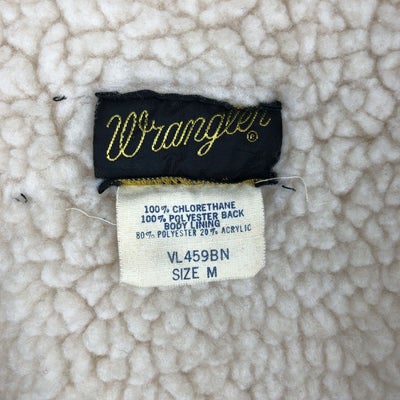 Wrangler®
100% CHLORETHANE
100% POLYESTER BACK
BODY LINING
80% POLYESTER 20% ACRYLIC
VL459BN
SIZE M